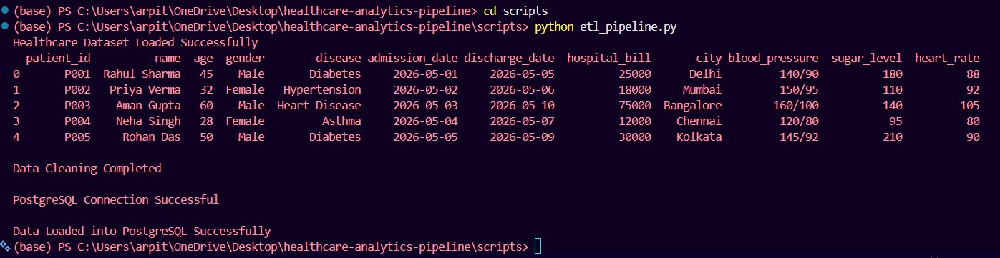 (base) PS C:\Users\arpit\OneDrive\Desktop\healthcare-analytics-pipeline> cd scripts
(base) PS C:\Users\arpit\OneDrive\Desktop\healthcare-analytics-pipeline\scripts> python etl_pipeline.py
Healthcare Dataset Loaded Successfully
  patient_id          name  age  gender        disease admission_date discharge_date  hospital_bill       city blood_pressure  sugar_level  heart_rate
0       P001  Rahul Sharma   45    Male       Diabetes     2026-05-01     2026-05-05          25000      Delhi         140/90          180          88
1       P002   Priya Verma   32  Female   Hypertension     2026-05-02     2026-05-06          18000     Mumbai         150/95          110          92
2       P003    Aman Gupta   60    Male  Heart Disease     2026-05-03     2026-05-10          75000  Bangalore        160/100          140         105
3       P004    Neha Singh   28  Female         Asthma     2026-05-04     2026-05-07          12000    Chennai         120/80           95          80
4       P005     Rohan Das   50    Male       Diabetes     2026-05-05     2026-05-09          30000    Kolkata         145/92          210          90
Data Cleaning Completed
PostgreSQL Connection Successful
Data Loaded into PostgreSQL Successfully
(base) PS C:\Users\arpit\OneDrive\Desktop\healthcare-analytics-pipeline\scripts>